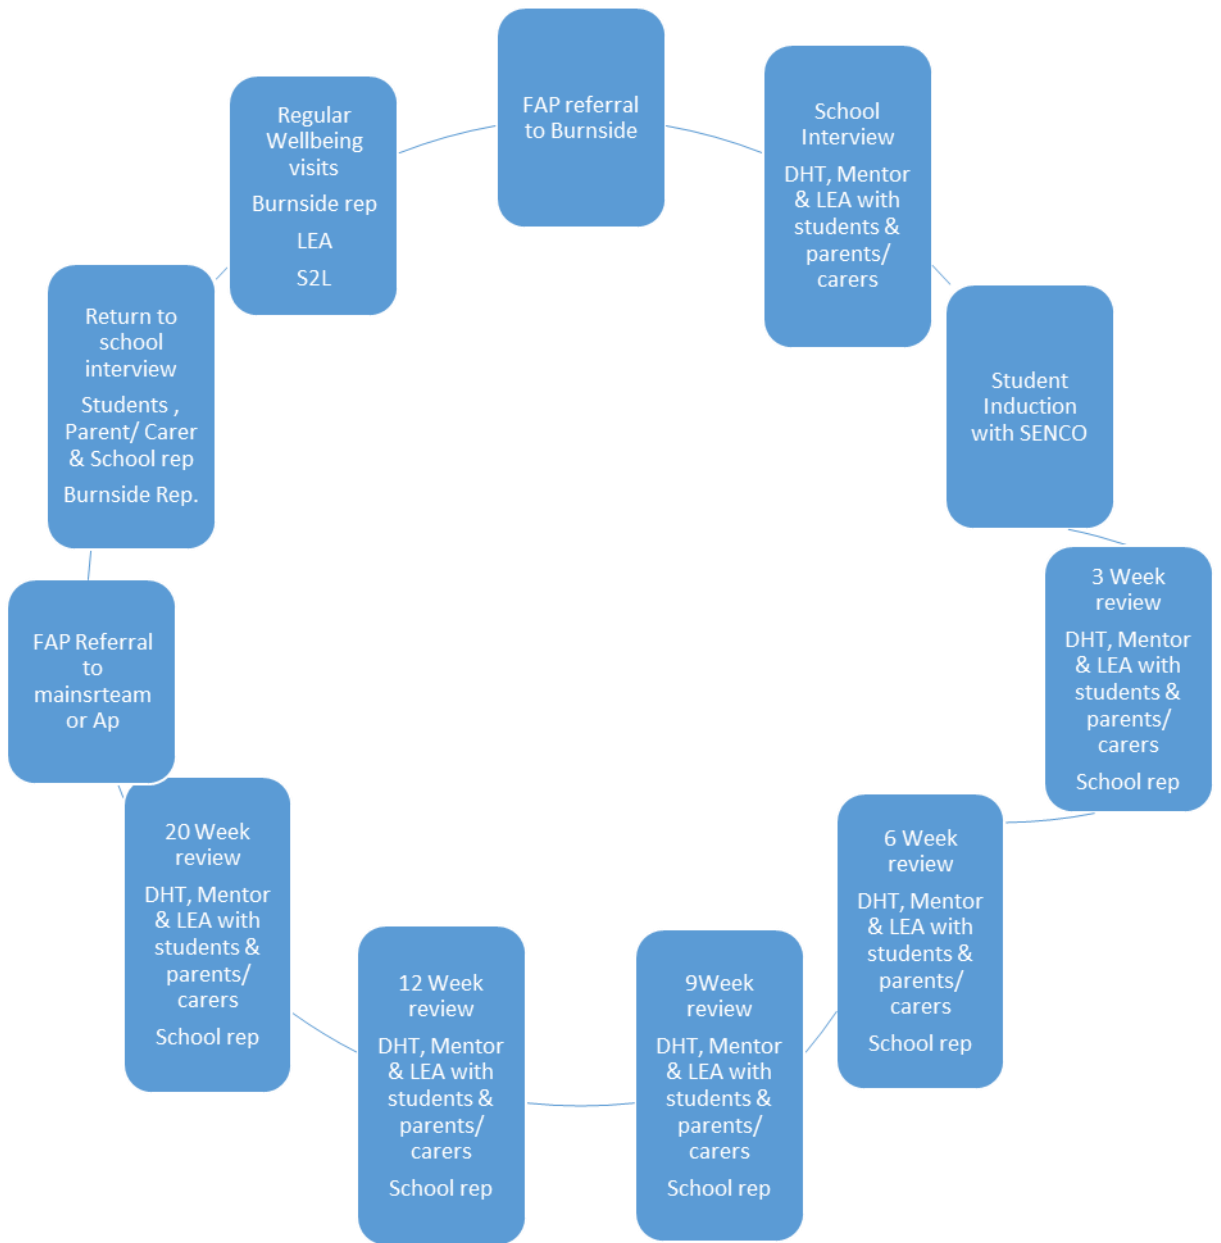 FAP referral
to Burnside
School
Interview
DHT, Mentor
& LEA with
students &
parents/
carers
Student
Induction
with SENCO
3 Week
review
DHT, Mentor
& LEA with
students &
parents/
carers
School rep
6 Week
review
DHT, Mentor
& LEA with
students &
parents/
carers
School rep
9Week
review
DHT, Mentor
& LEA with
students &
parents/
carers
School rep
12 Week
review
DHT, Mentor
& LEA with
students &
parents/
carers
School rep
20 Week
review
DHT, Mentor
& LEA with
students &
parents/
carers
School rep
FAP Referral
to
mainsrteam
or Ap
Return to
school
interview
Students ,
Parent/ Carer
& School rep
Burnside Rep.
Regular
Wellbeing
visits
Burnside rep
LEA
S2L